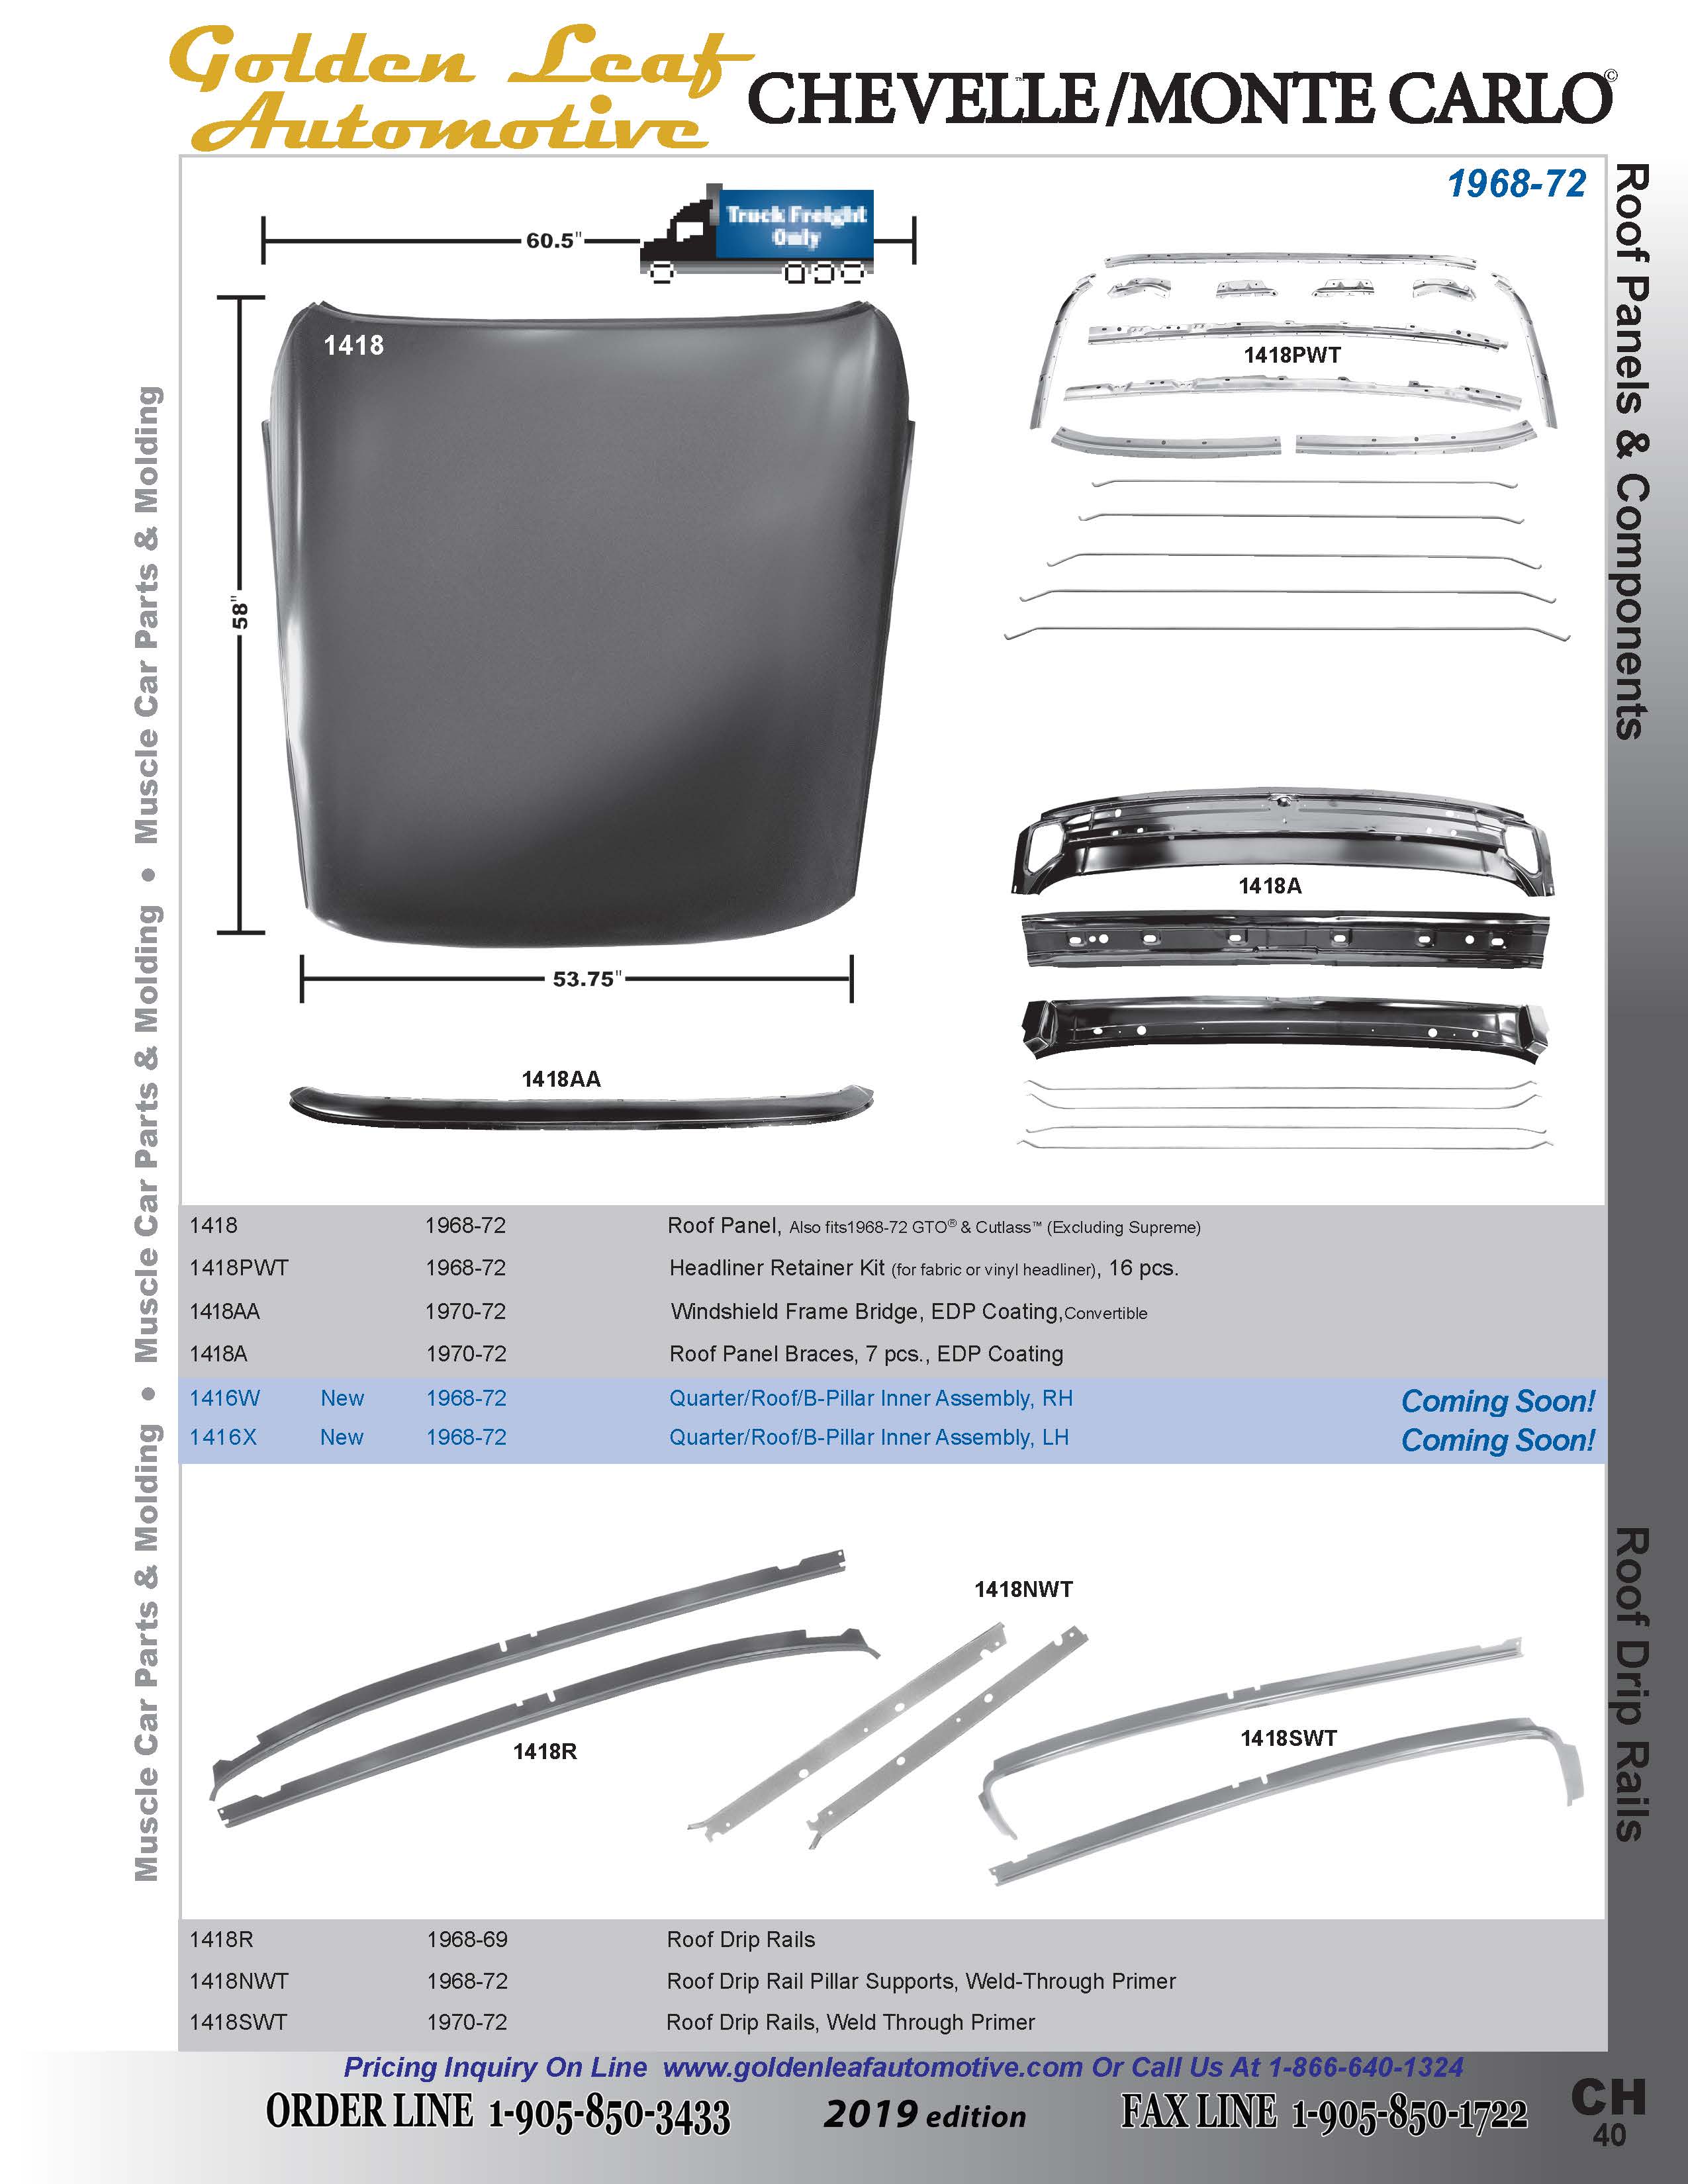 Golden Leaf
Automotive
CHEVELLE™/MONTE CARLO©
1968-72
Roof Panels & Components
Truck Freight
Only
60.5"
1418
58"
53.75"
1418AA
1418PWT
1418A
Muscle Car Parts & Molding • Muscle Car Parts & Molding • Muscle Car Parts & Molding
1418 1968-72 Roof Panel, Also fits1968-72 GTO® & Cutlass™ (Excluding Supreme)
1418PWT 1968-72 Headliner Retainer Kit (for fabric or vinyl headliner), 16 pcs.
1418AA 1970-72 Windshield Frame Bridge, EDP Coating,Convertible
1418A 1970-72 Roof Panel Braces, 7 pcs., EDP Coating
1416W New 1968-72 Quarter/Roof/B-Pillar Inner Assembly, RH Coming Soon!
1416X New 1968-72 Quarter/Roof/B-Pillar Inner Assembly, LH Coming Soon!
Roof Drip Rails
1418R
1418NWT
1418SWT
1418R 1968-69 Roof Drip Rails
1418NWT 1968-72 Roof Drip Rail Pillar Supports, Weld-Through Primer
1418SWT 1970-72 Roof Drip Rails, Weld Through Primer
Pricing Inquiry On Line www.goldenleafautomotive.com Or Call Us At 1-866-640-1324
ORDER LINE 1-905-850-3433 2019 edition FAX LINE 1-905-850-1722
CH
40